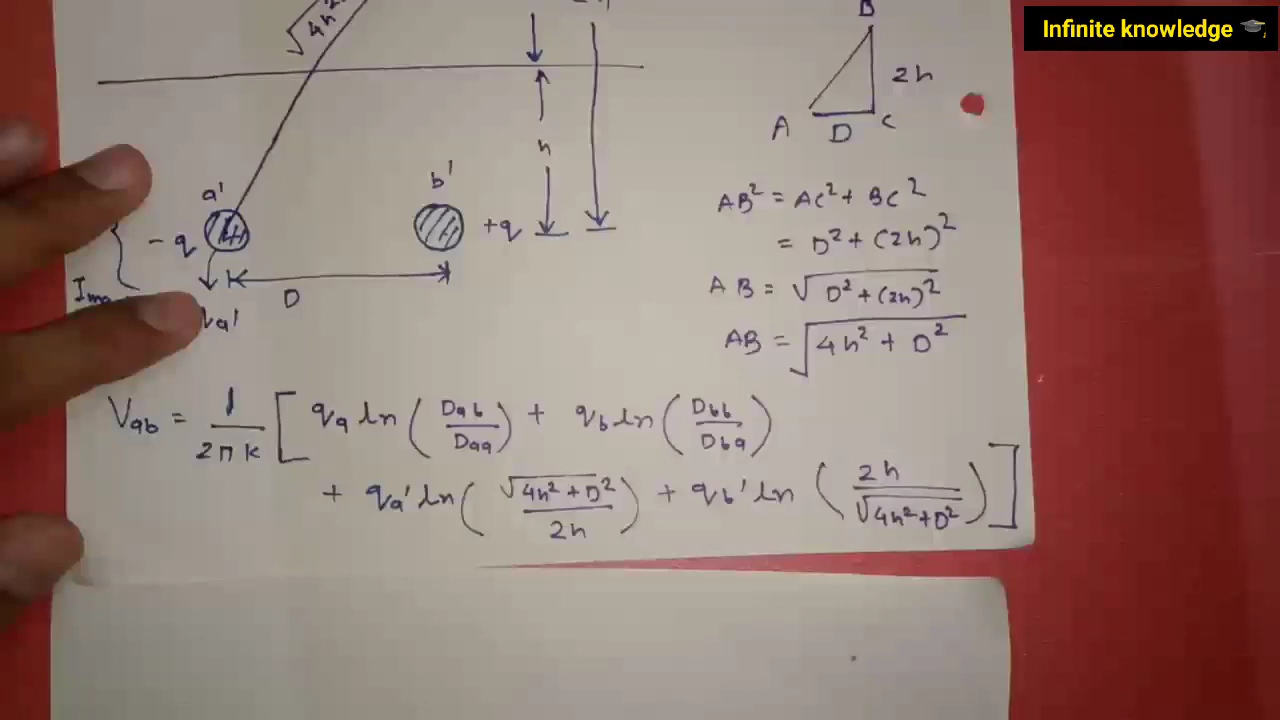 Infinite knowledge
√4h²
B
2h
A D C
h
a'
b'
-q
+q
D
AB² = AC² + BC²
= D² + (2h)²
AB = √D² + (2h)²
AB = √4h² + D²
Vab = 1/2πk [ qa ln (Dab/Daa) + qb ln (Dbb/Dba)
+ qa' ln (√4h² + D²/2h) + qb' ln (2h/√4h² + D²) ]